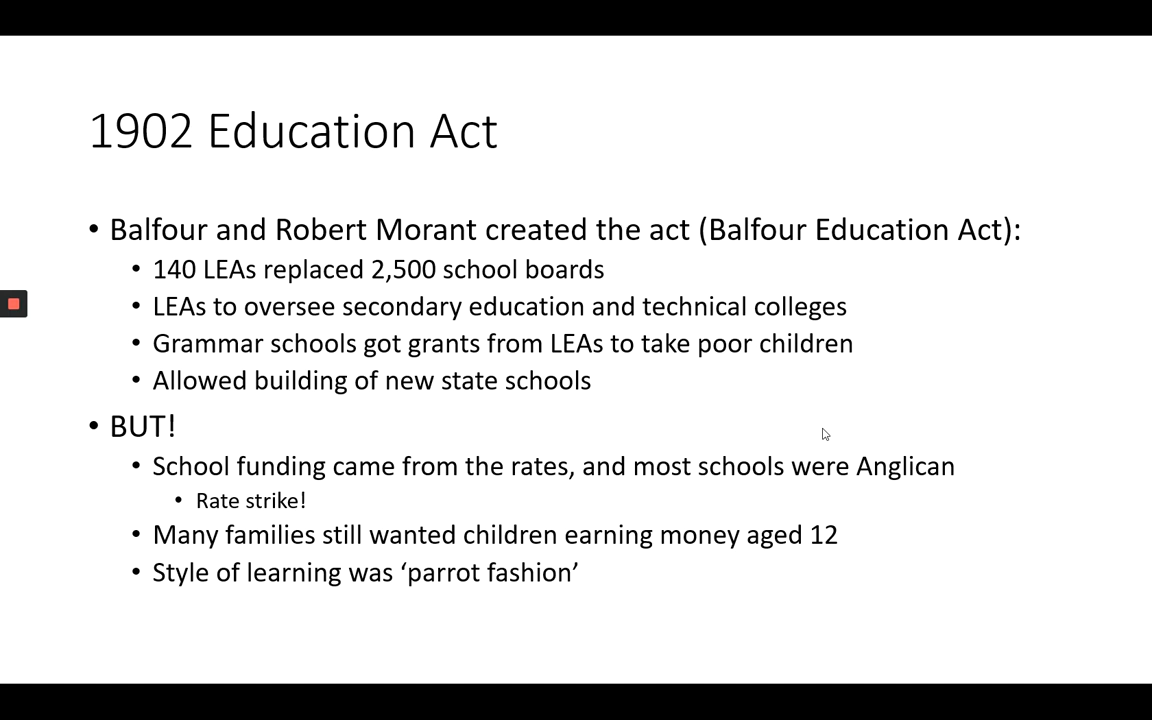 1902 Education Act
• Balfour and Robert Morant created the act (Balfour Education Act):
• 140 LEAs replaced 2,500 school boards
• LEAs to oversee secondary education and technical colleges
• Grammar schools got grants from LEAs to take poor children
• Allowed building of new state schools
• BUT!
• School funding came from the rates, and most schools were Anglican
• Rate strike!
• Many families still wanted children earning money aged 12
• Style of learning was ‘parrot fashion’